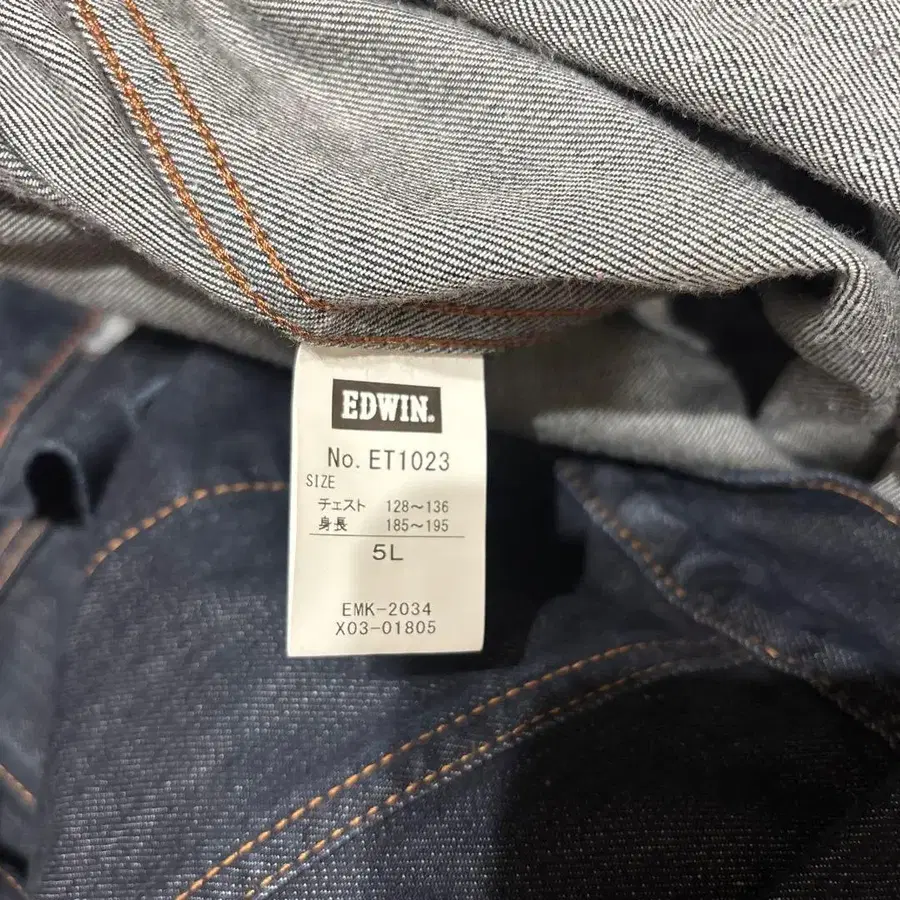 EDWIN.
No. ET1023
SIZE
チェスト 128～136
身長 185～195
5L
EMK-2034
X03-01805